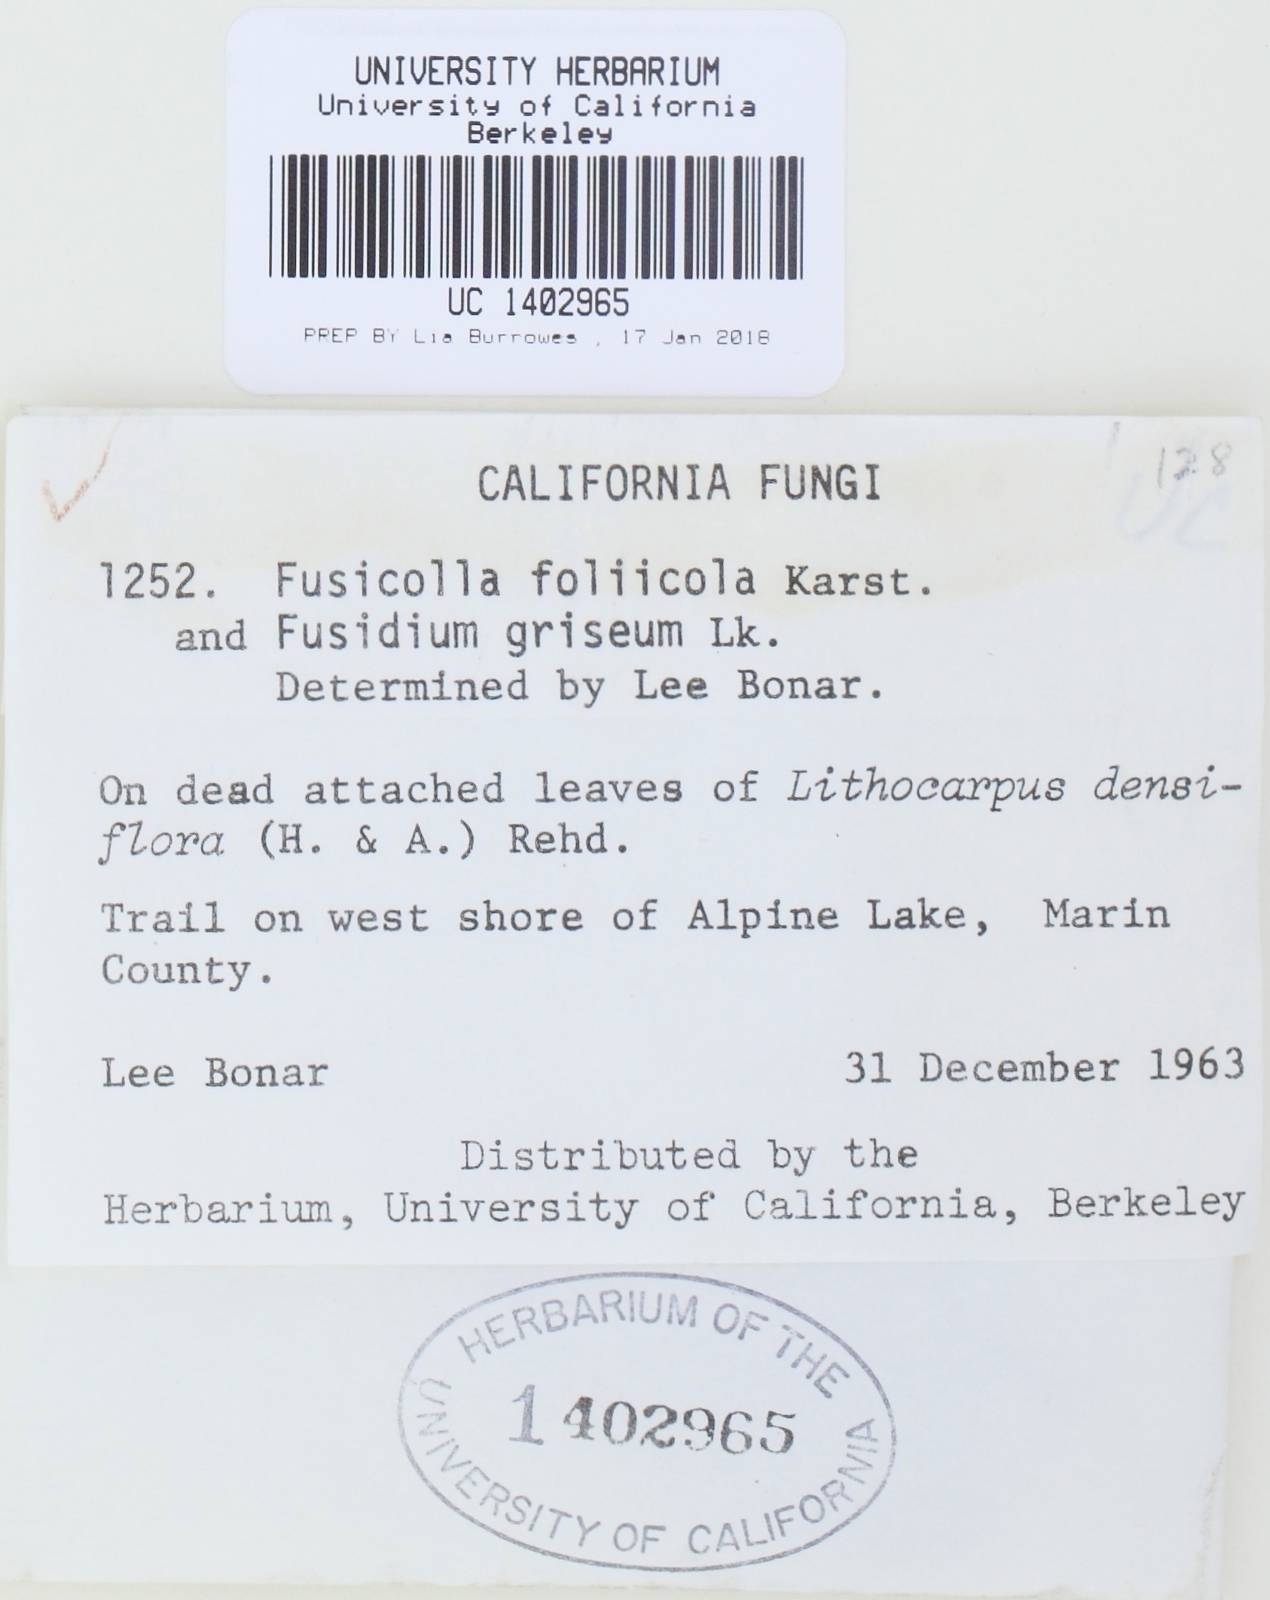 UNIVERSITY HERBARIUM
University of California
Berkeley
UC 1402965
PREP BY Lia Burrowes , 17 Jan 2018
128
UC
CALIFORNIA FUNGI
1252. Fusicolla foliicola Karst.
and Fusidium griseum Lk.
Determined by Lee Bonar.
On dead attached leaves of Lithocarpus densi-
flora (H. & A.) Rehd.
Trail on west shore of Alpine Lake, Marin
County.
Lee Bonar 31 December 1963
Distributed by the
Herbarium, University of California, Berkeley
HERBARIUM OF THE
1402965
UNIVERSITY OF CALIFORNIA